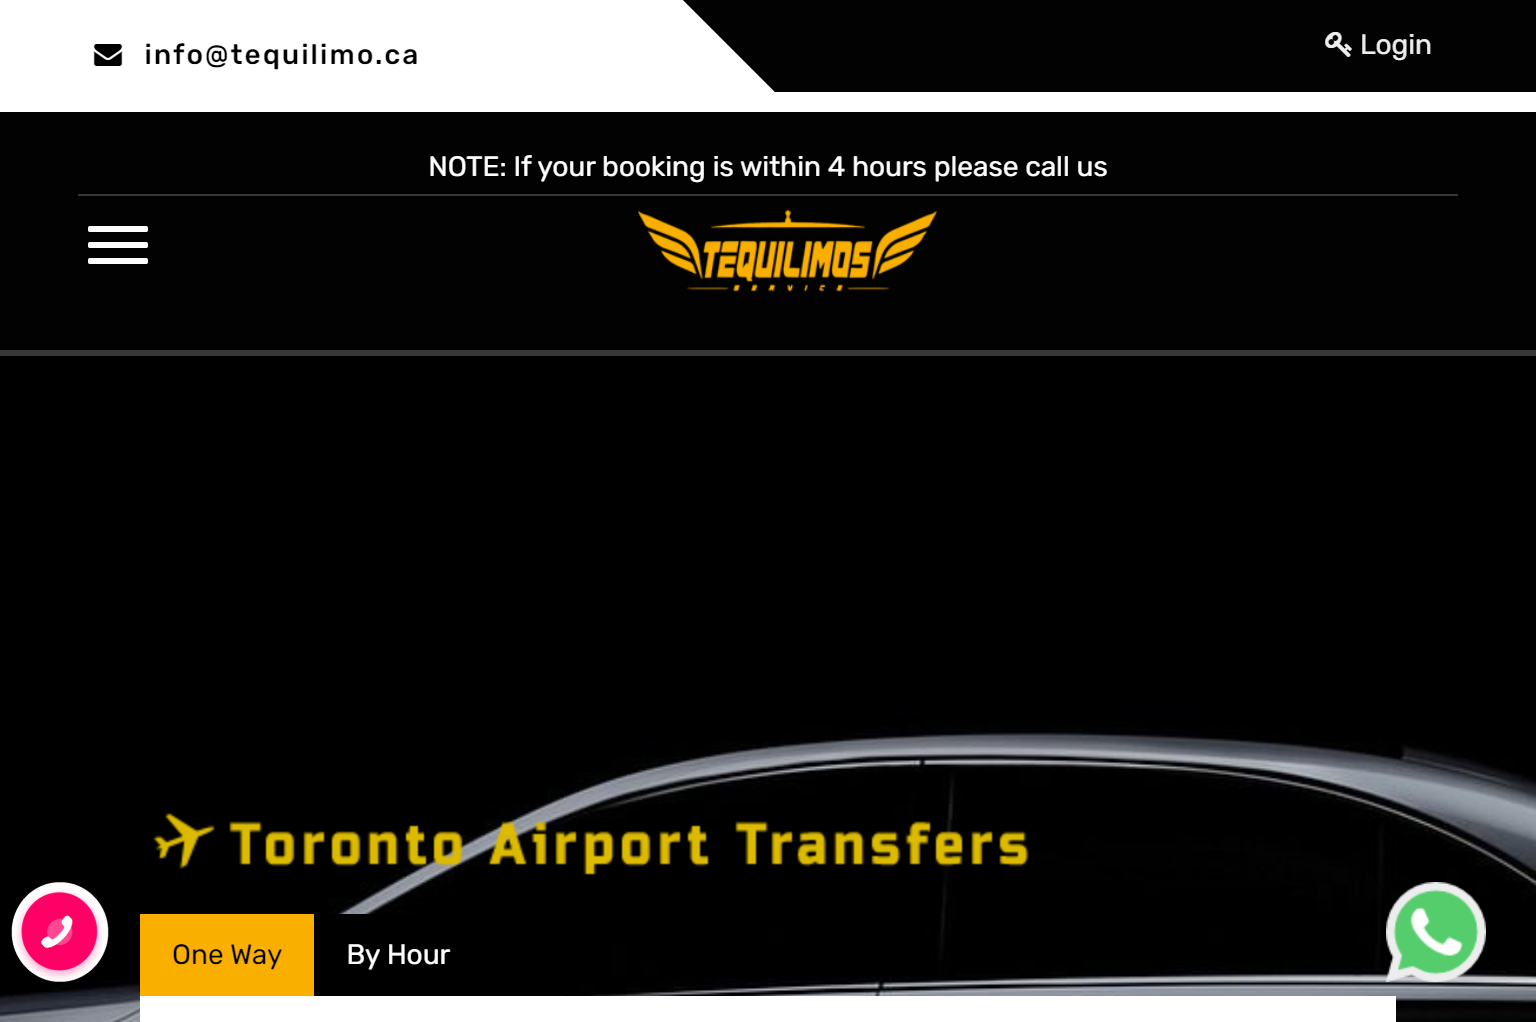 info@tequilimo.ca
Login
NOTE: If your booking is within 4 hours please call us
TEQUILIMOS
SERVICE
Toronto Airport Transfers
One Way
By Hour